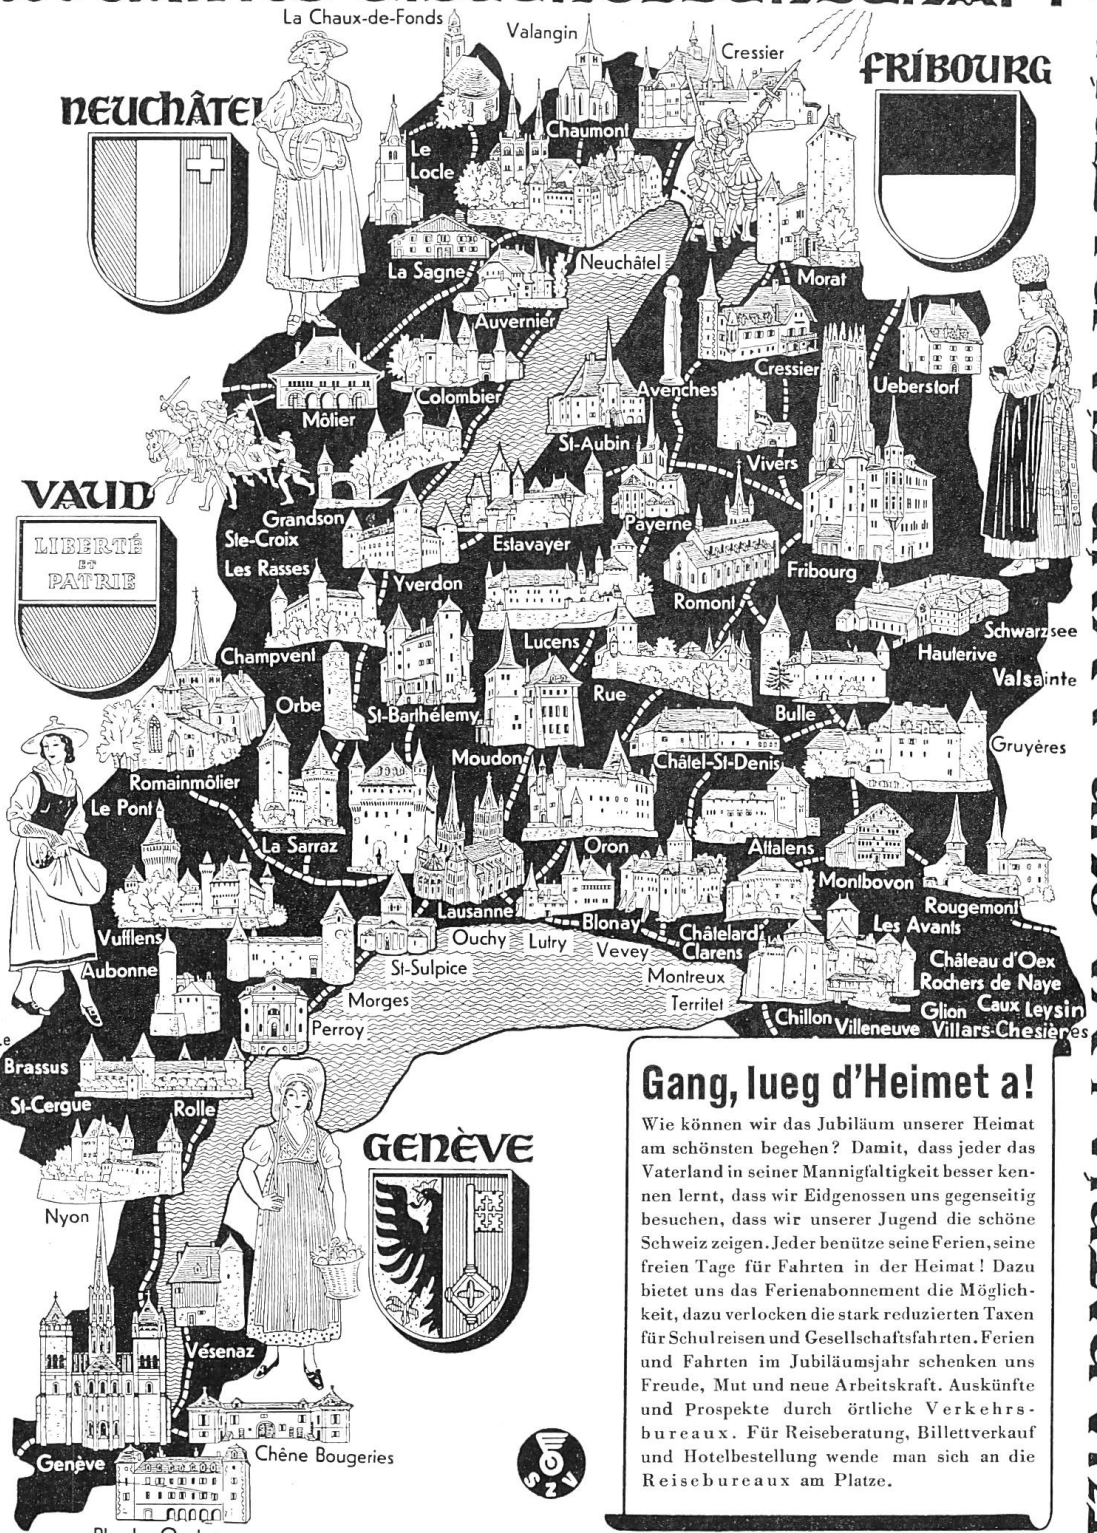 La Chaux-de-Fonds
Valangin
Cressier
FRIBOURG
NEUCHÂTEL
Chaumont
Le
Locle
La Sagne
Neuchâtel
Morat
Auvernier
Cressier
Ueberstorf
Môtier
Colombier
Avenches
St-Aubin
Vivers
VAUD
LIBERTÉ
ET
PATRIE
Grandson
Ste-Croix
Les Rasses
Yverdon
Estavayer
Payerne
Fribourg
Romont
Schwarzsee
Hauterive
Valsainte
Champvent
Lucens
Orbe
St-Barthélemy
Rue
Bulle
Gruyères
Romainmôtier
Moudon
Châtel-St-Denis
Le Pont
La Sarraz
Oron
Attalens
Montbovon
Rougemont
Vufflens
Lausanne
Blonay
Les Avants
Aubonne
Ouchy
Lutry
Vevey
Châtelard
Clarens
Château d'Oex
St-Sulpice
Montreux
Rochers de Naye
Morges
Territet
Glion
Caux
Leysin
Perroy
Chillon
Villeneuve
Villars-Chesières
Le
Brassus
St-Cergue
Rolle
GENÈVE
Nyon
Vésenaz
Genève
Chêne Bougeries
SZV
Gang, lueg d'Heimet a!
Wie können wir das Jubiläum unserer Heimat
am schönsten begehen? Damit, dass jeder das
Vaterland in seiner Mannigfaltigkeit besser ken-
nen lernt, dass wir Eidgenossen uns gegenseitig
besuchen, dass wir unserer Jugend die schöne
Schweiz zeigen. Jeder benütze seine Ferien, seine
freien Tage für Fahrten in der Heimat! Dazu
bietet uns das Ferienabonnement die Möglich-
keit, dazu verlocken die stark reduzierten Taxen
für Schulreisen und Gesellschaftsfahrten. Ferien
und Fahrten im Jubiläumsjahr schenken uns
Freude, Mut und neue Arbeitskraft. Auskünfte
und Prospekte durch örtliche Verkehrs-
bureaux. Für Reiseberatung, Billettverkauf
und Hotelbestellung wende man sich an die
Reisebureaux am Platze.